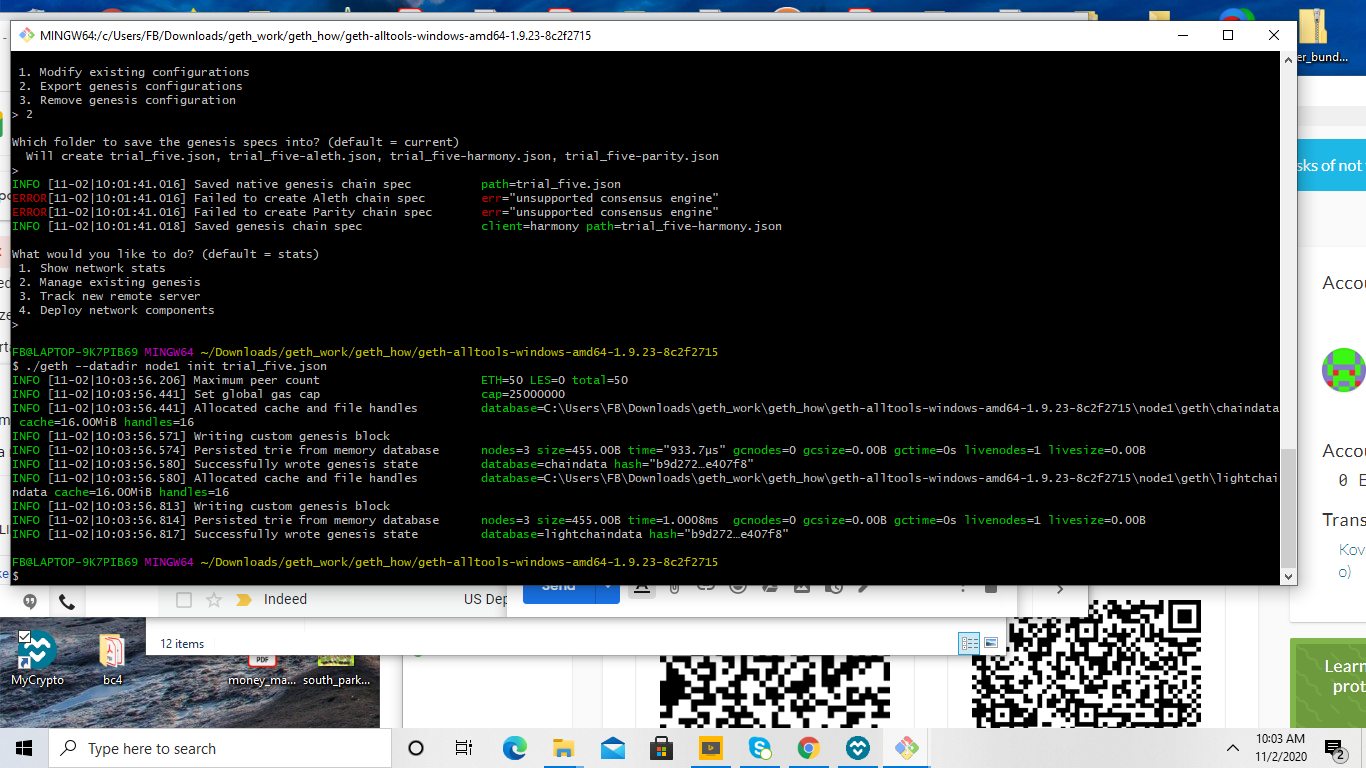 MINGW64:/c/Users/FB/Downloads/geth_work/geth_how/geth-alltools-windows-amd64-1.9.23-8c2f2715
1. Modify existing configurations
2. Export genesis configurations
3. Remove genesis configuration
> 2
Which folder to save the genesis specs into? (default = current)
Will create trial_five.json, trial_five-aleth.json, trial_five-harmony.json, trial_five-parity.json
>
INFO [11-02|10:01:41.016] Saved native genesis chain spec path=trial_five.json
ERROR[11-02|10:01:41.016] Failed to create Aleth chain spec err="unsupported consensus engine"
ERROR[11-02|10:01:41.016] Failed to create Parity chain spec err="unsupported consensus engine"
INFO [11-02|10:01:41.018] Saved genesis chain spec client=harmony path=trial_five-harmony.json
What would you like to do? (default = stats)
1. Show network stats
2. Manage existing genesis
3. Track new remote server
4. Deploy network components
>
FB@LAPTOP-9K7PIB69 MINGW64 ~/Downloads/geth_work/geth_how/geth-alltools-windows-amd64-1.9.23-8c2f2715
$ ./geth --datadir node1 init trial_five.json
INFO [11-02|10:03:56.206] Maximum peer count ETH=50 LES=0 total=50
INFO [11-02|10:03:56.441] Set global gas cap cap=25000000
INFO [11-02|10:03:56.441] Allocated cache and file handles database=C:\Users\FB\Downloads\geth_work\geth_how\geth-alltools-windows-amd64-1.9.23-8c2f2715\node1\geth\chaindata
cache=16.00MiB handles=16
INFO [11-02|10:03:56.571] Writing custom genesis block
INFO [11-02|10:03:56.574] Persisted trie from memory database nodes=3 size=455.00B time="933.7µs" gcnodes=0 gcsize=0.00B gctime=0s livenodes=1 livesize=0.00B
INFO [11-02|10:03:56.580] Successfully wrote genesis state database=chaindata hash="b9d272…e407f8"
INFO [11-02|10:03:56.580] Allocated cache and file handles database=C:\Users\FB\Downloads\geth_work\geth_how\geth-alltools-windows-amd64-1.9.23-8c2f2715\node1\geth\lightchai
ndata cache=16.00MiB handles=16
INFO [11-02|10:03:56.813] Writing custom genesis block
INFO [11-02|10:03:56.814] Persisted trie from memory database nodes=3 size=455.00B time=1.0008ms gcnodes=0 gcsize=0.00B gctime=0s livenodes=1 livesize=0.00B
INFO [11-02|10:03:56.817] Successfully wrote genesis state database=lightchaindata hash="b9d272…e407f8"
FB@LAPTOP-9K7PIB69 MINGW64 ~/Downloads/geth_work/geth_how/geth-alltools-windows-amd64-1.9.23-8c2f2715
$
er_bund...
sks of not
Accou
Accou
0 E
Trans
Kov
o)
Learn
prot
Send
Indeed
US Dep
12 items
MyCrypto
bc4
PDF
money_ma...
south_park...
Type here to search
10:03 AM
11/2/2020
2